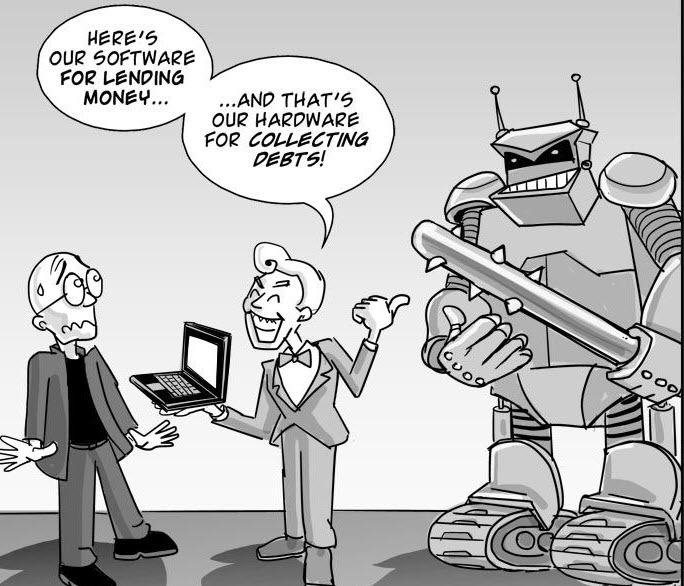 HERE'S
OUR SOFTWARE
FOR LENDING
MONEY...
...AND THAT'S
OUR HARDWARE
FOR COLLECTING
DEBTS!